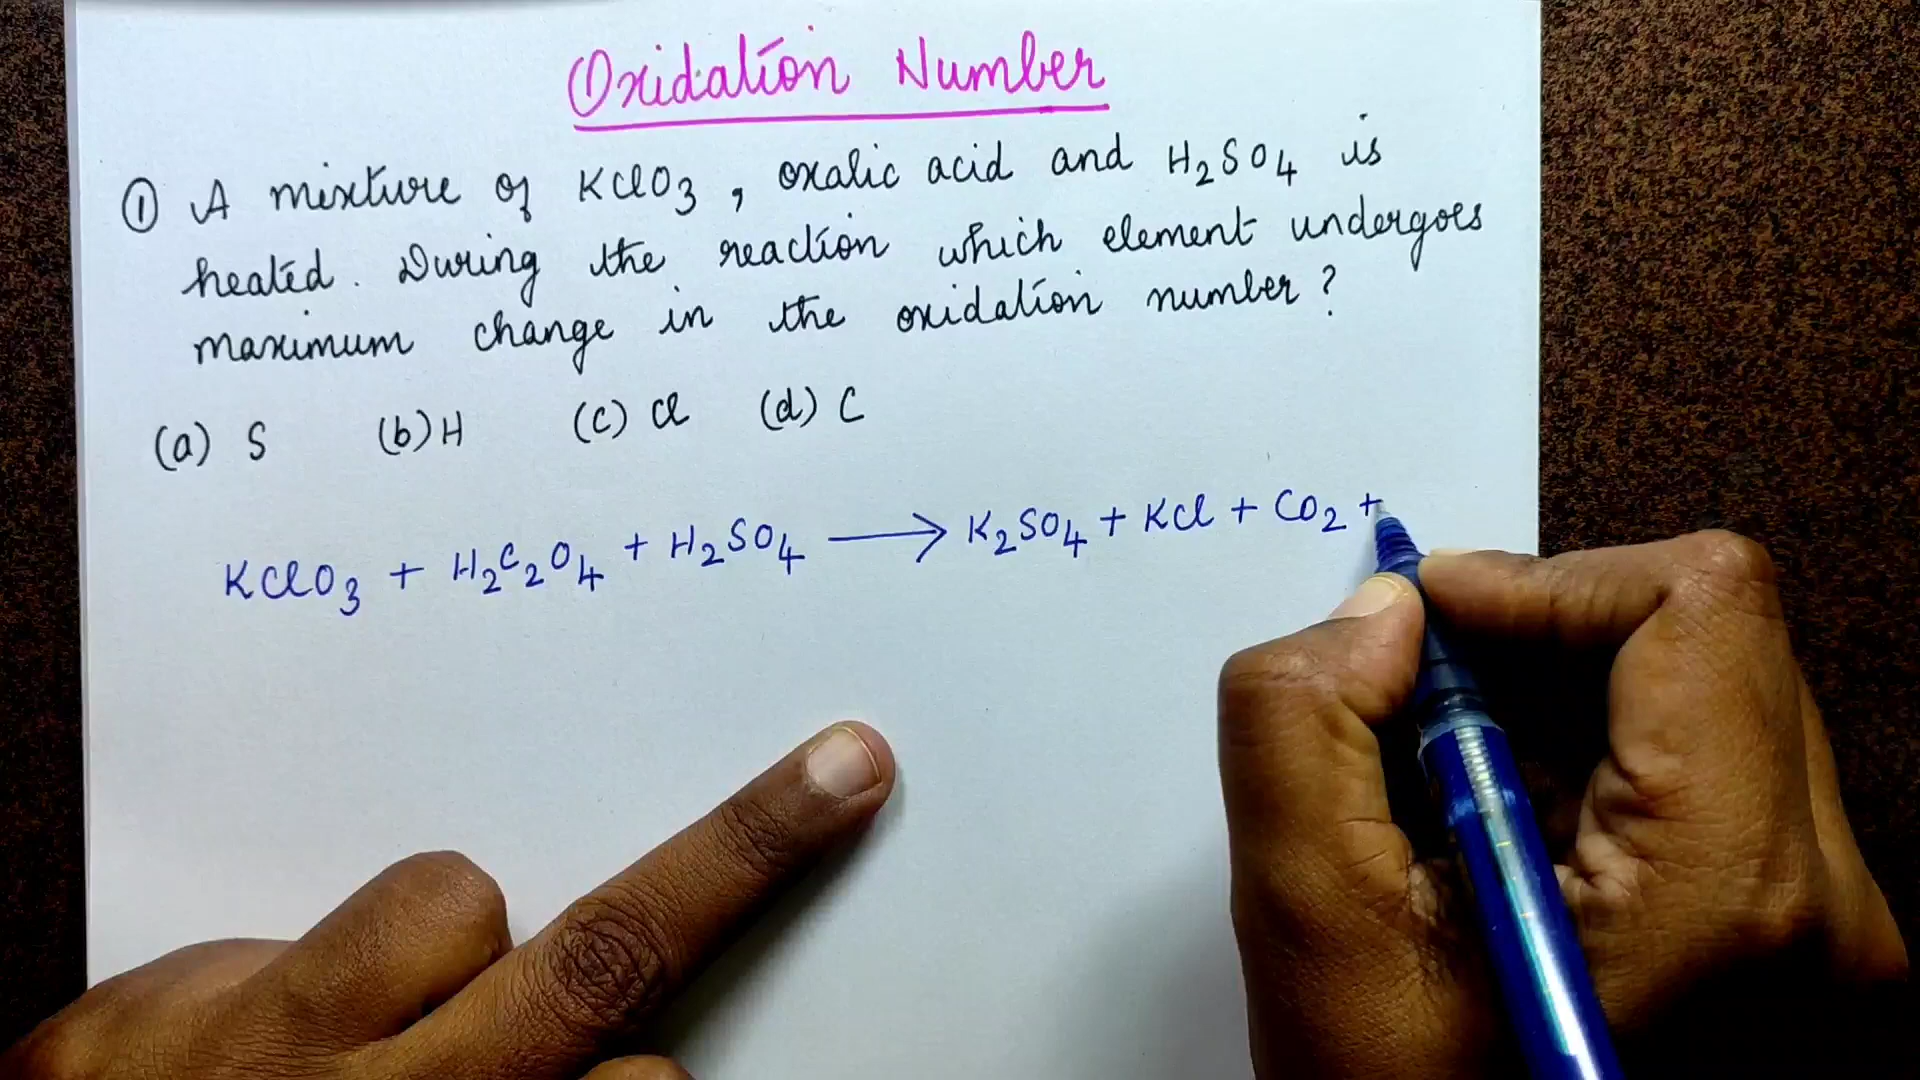 Oxidation Number
① A mixture of KClO3, oxalic acid and H2SO4 is
heated. During the reaction which element undergoes
maximum change in the oxidation number?
(a) S (b) H (c) Cl (d) C
KClO3 + H2C2O4 + H2SO4 ⟶ K2SO4 + KCl + CO2 +